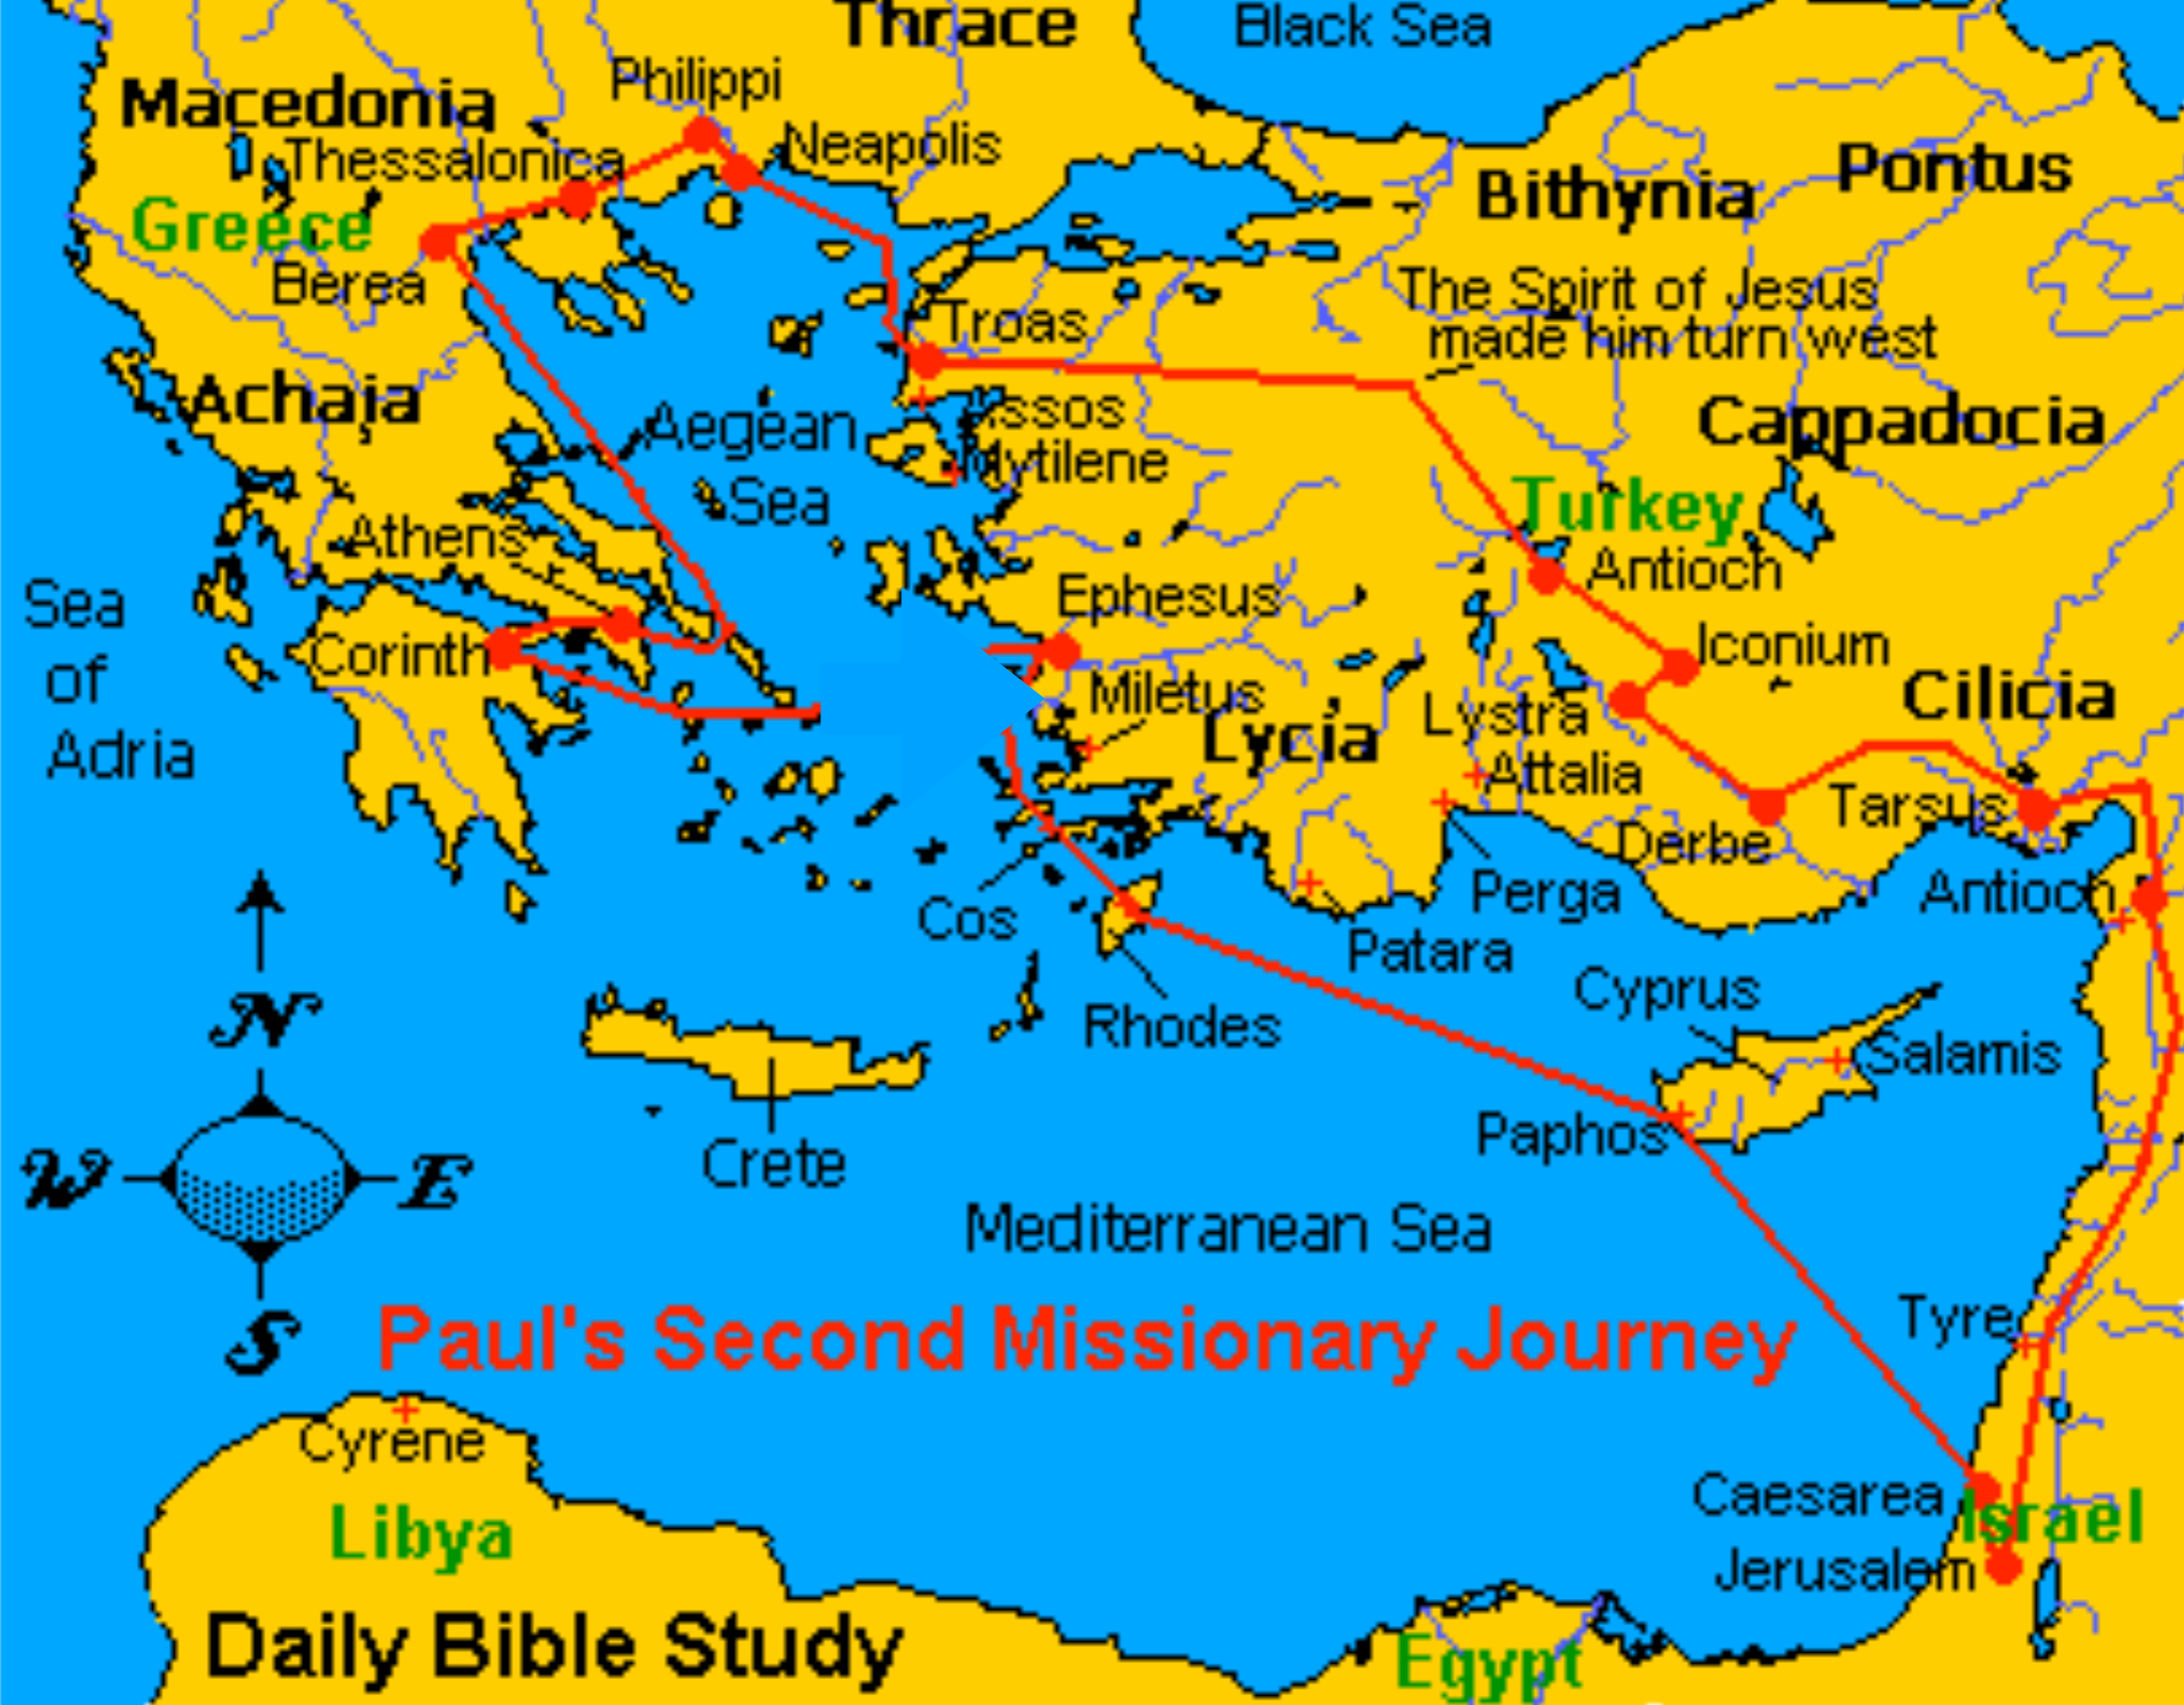 Thrace
Black Sea
Philippi
Macedonia
Neapolis
Thessalonica
Pontus
Bithynia
Greece
Berea
The Spirit of Jesus
made him turn west
Troas
Achaia
Aegean
Sea
ssos
Mytilene
Cappadocia
Turkey
Athens
Antioch
Sea
of
Adria
Ephesus
Corinth
Iconium
Miletus
Lystra
Cilicia
Lycia
Attalia
Tarsus
Derbe
Perga
Antioch
Cos
Patara
Cyprus
Rhodes
Salamis
N
Paphos
W
E
Crete
Mediterranean Sea
S
Paul's Second Missionary Journey
Tyre
Cyrene
Caesarea
Israel
Libya
Jerusalem
Daily Bible Study
Egypt